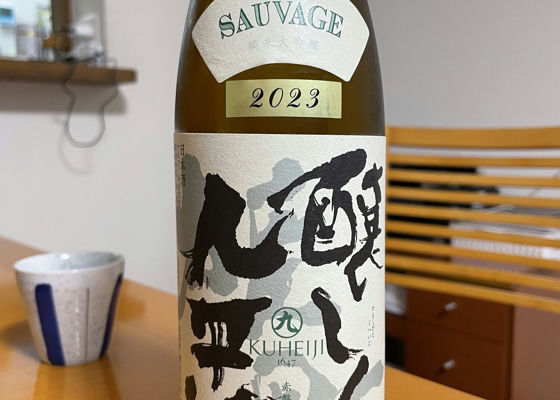 SAUVAGE
純米大吟醸
2023
日本酒
醸し人
九平次
九
KUHEIJI
1647